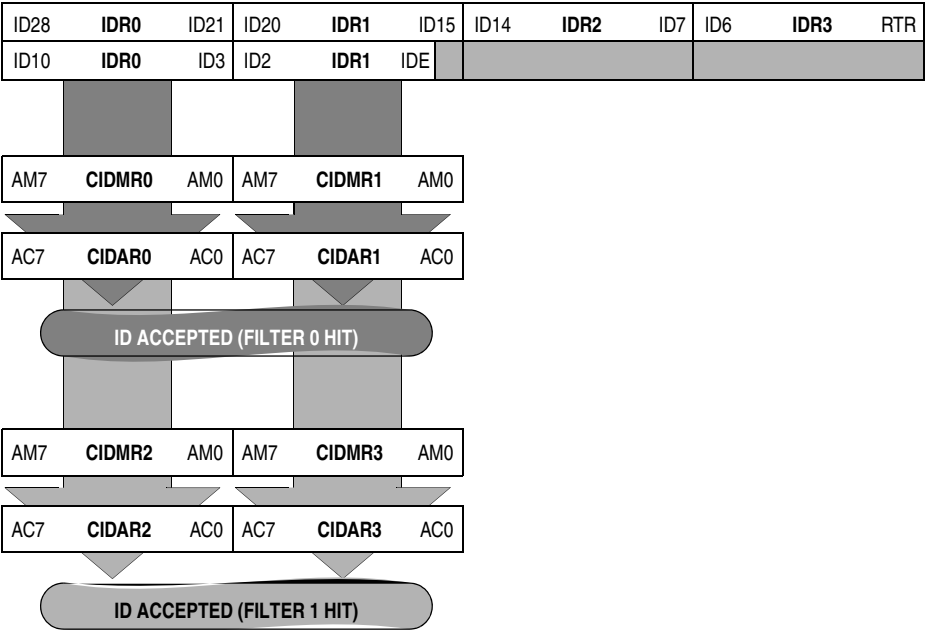 ID28 IDR0 ID21 ID20 IDR1 ID15 ID14 IDR2 ID7 ID6 IDR3 RTR
ID10 IDR0 ID3 ID2 IDR1 IDE
AM7 CIDMR0 AM0 AM7 CIDMR1 AM0
AC7 CIDAR0 AC0 AC7 CIDAR1 AC0
ID ACCEPTED (FILTER 0 HIT)
AM7 CIDMR2 AM0 AM7 CIDMR3 AM0
AC7 CIDAR2 AC0 AC7 CIDAR3 AC0
ID ACCEPTED (FILTER 1 HIT)